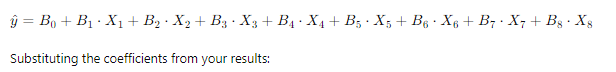 ŷ = B₀ + B₁ · X₁ + B₂ · X₂ + B₃ · X₃ + B₄ · X₄ + B₅ · X₅ + B₆ · X₆ + B₇ · X₇ + B₈ · X₈
Substituting the coefficients from your results: